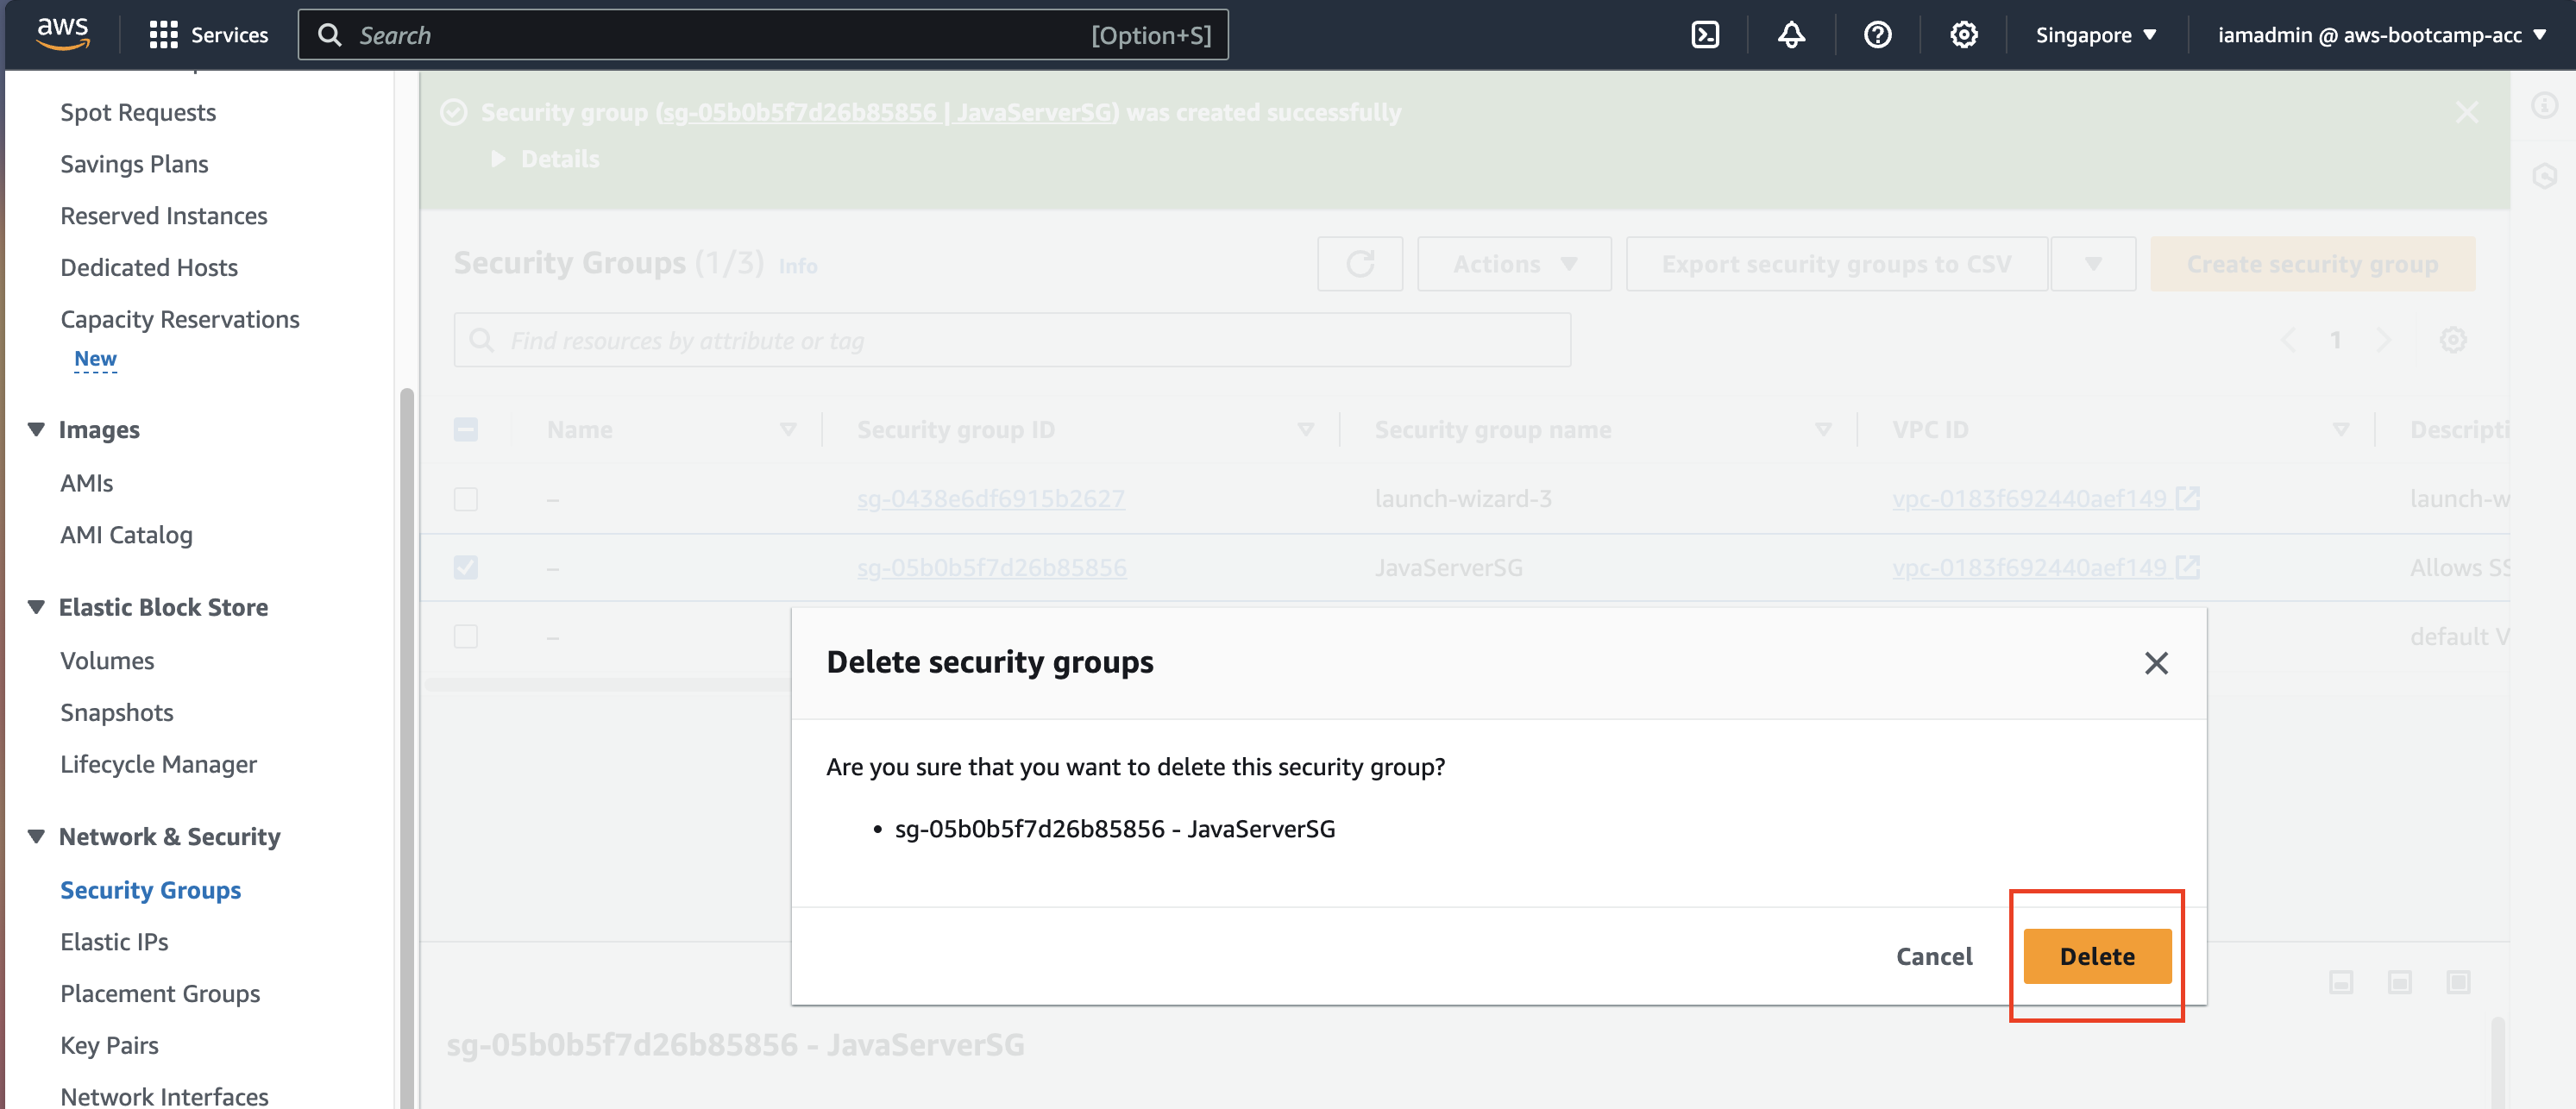 aws
Services
Search
[Option+S]
Singapore
iamadmin @ aws-bootcamp-acc
Spot Requests
Savings Plans
Reserved Instances
Dedicated Hosts
Capacity Reservations
New
Images
AMIs
AMI Catalog
Elastic Block Store
Volumes
Snapshots
Lifecycle Manager
Network & Security
Security Groups
Elastic IPs
Placement Groups
Key Pairs
Network Interfaces
Security group (sg-05b0b5f7d26b85856 | JavaServerSG) was created successfully
Details
Security Groups (1/3) Info
Actions
Export security groups to CSV
Create security group
Find resources by attribute or tag
1
Name
Security group ID
Security group name
VPC ID
Descripti
– sg-0438e6df6915b2627 launch-wizard-3 vpc-0183f692440aef149 launch-w
– sg-05b0b5f7d26b85856 JavaServerSG vpc-0183f692440aef149 Allows SS
– default V
Delete security groups
Are you sure that you want to delete this security group?
• sg-05b0b5f7d26b85856 - JavaServerSG
Cancel
Delete
sg-05b0b5f7d26b85856 - JavaServerSG